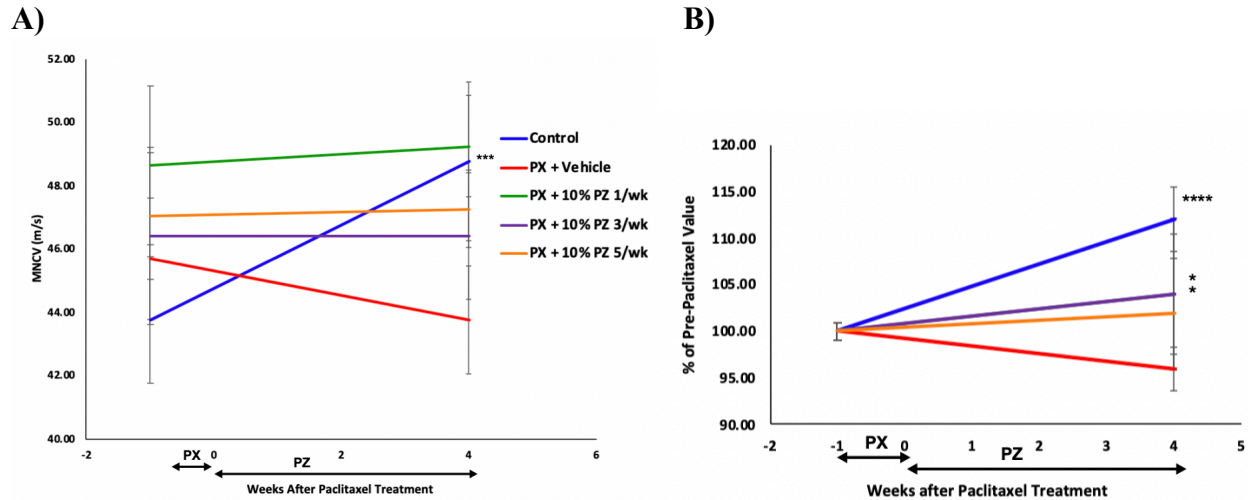 A)
52.00
50.00
48.00
46.00
44.00
42.00
40.00
MNCV (m/s)
-2
0
2
4
6
PX
PZ
Weeks After Paclitaxel Treatment
***
Control
PX + Vehicle
PX + 10% PZ 1/wk
PX + 10% PZ 3/wk
PX + 10% PZ 5/wk
B)
120.00
115.00
110.00
105.00
100.00
95.00
90.00
% of Pre-Paclitaxel Value
****
*
*
-2
-1
0
1
2
3
4
5
PX
PZ
Weeks after Paclitaxel Treatment